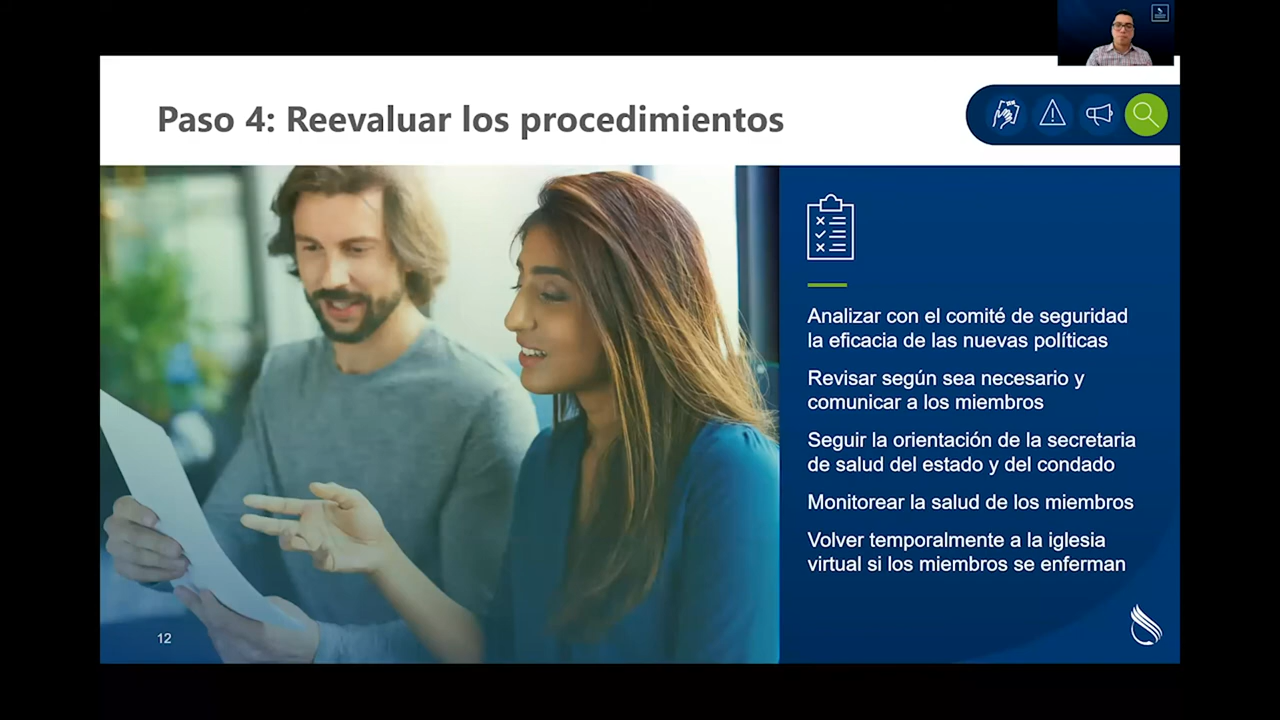 Paso 4: Reevaluar los procedimientos
Analizar con el comité de seguridad
la eficacia de las nuevas políticas
Revisar según sea necesario y
comunicar a los miembros
Seguir la orientación de la secretaria
de salud del estado y del condado
Monitorear la salud de los miembros
Volver temporalmente a la iglesia
virtual si los miembros se enferman
12